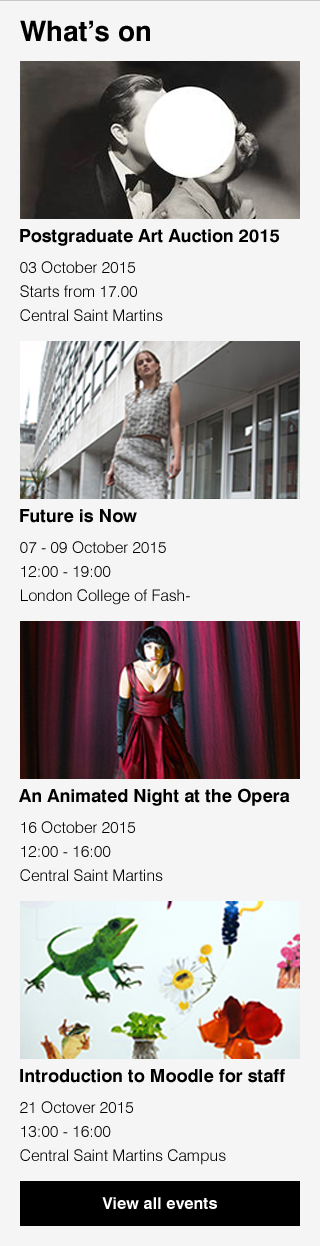 What’s on
Postgraduate Art Auction 2015
03 October 2015
Starts from 17.00
Central Saint Martins
Future is Now
07 - 09 October 2015
12:00 - 19:00
London College of Fash-
An Animated Night at the Opera
16 October 2015
12:00 - 16:00
Central Saint Martins
Introduction to Moodle for staff
21 Octover 2015
13:00 - 16:00
Central Saint Martins Campus
View all events